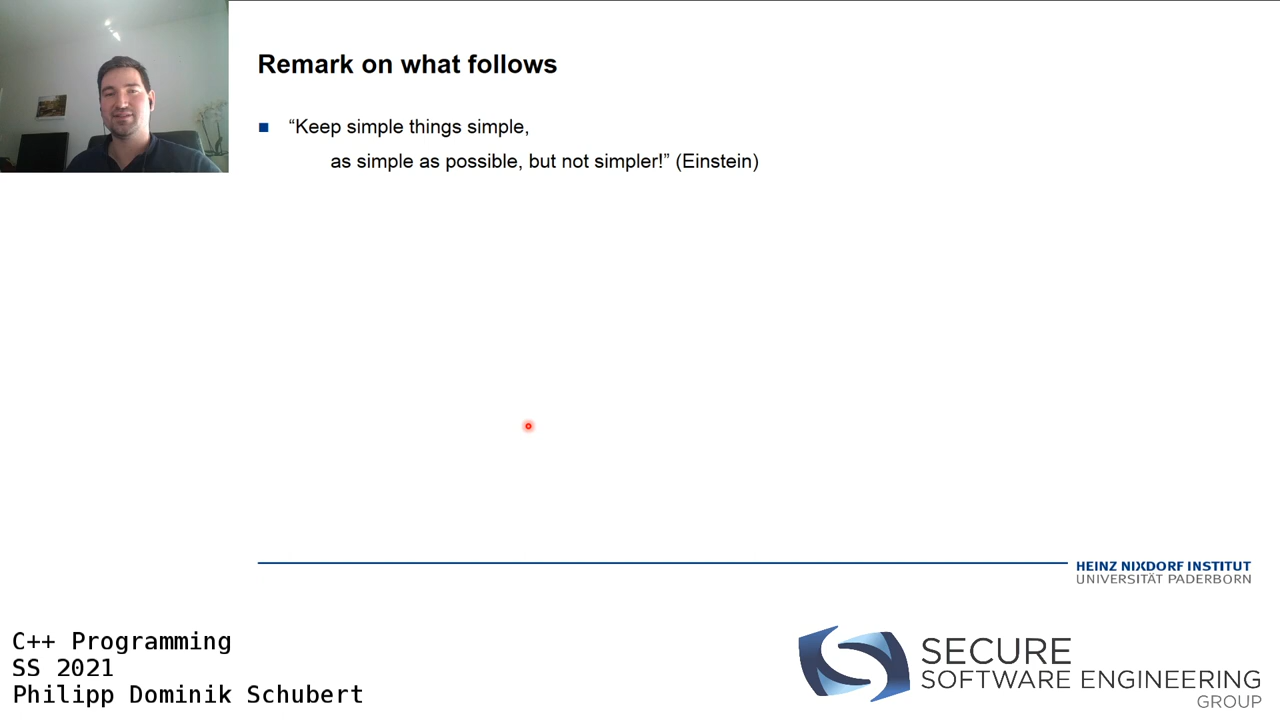 Remark on what follows
“Keep simple things simple,
as simple as possible, but not simpler!” (Einstein)
HEINZ NIXDORF INSTITUT
UNIVERSITÄT PADERBORN
C++ Programming
SS 2021
Philipp Dominik Schubert
SECURE
SOFTWARE ENGINEERING
GROUP